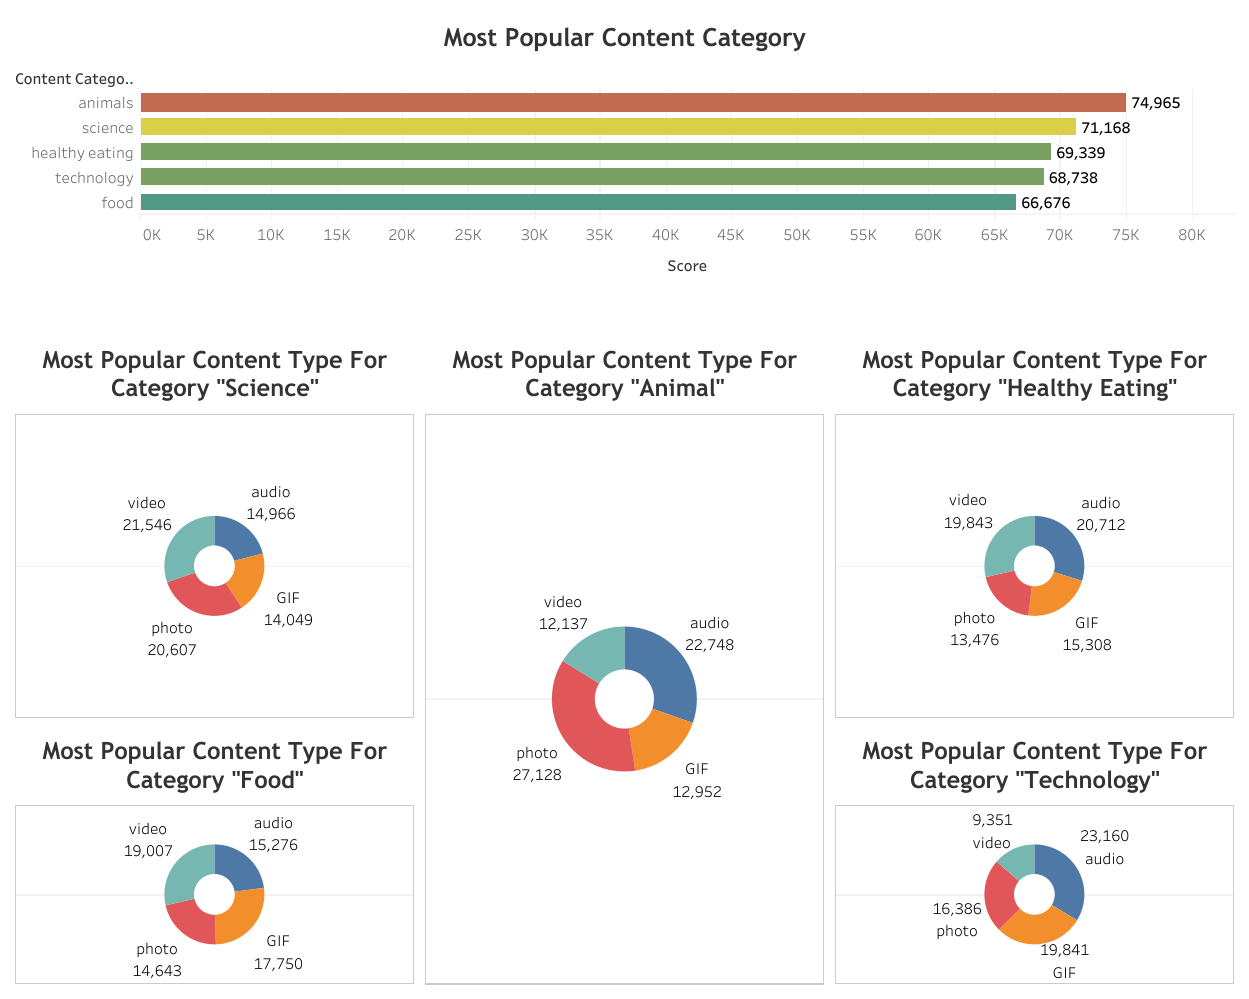 Most Popular Content Category
Content Catego..
animals 74,965
science 71,168
healthy eating 69,339
technology 68,738
food 66,676
0K 5K 10K 15K 20K 25K 30K 35K 40K 45K 50K 55K 60K 65K 70K 75K 80K
Score
Most Popular Content Type For
Category "Science"
video
21,546
audio
14,966
GIF
14,049
photo
20,607
Most Popular Content Type For
Category "Animal"
video
12,137
audio
22,748
photo
27,128
GIF
12,952
Most Popular Content Type For
Category "Healthy Eating"
video
19,843
audio
20,712
photo
13,476
GIF
15,308
Most Popular Content Type For
Category "Food"
video
19,007
audio
15,276
photo
14,643
GIF
17,750
Most Popular Content Type For
Category "Technology"
9,351
video
23,160
audio
16,386
photo
19,841
GIF